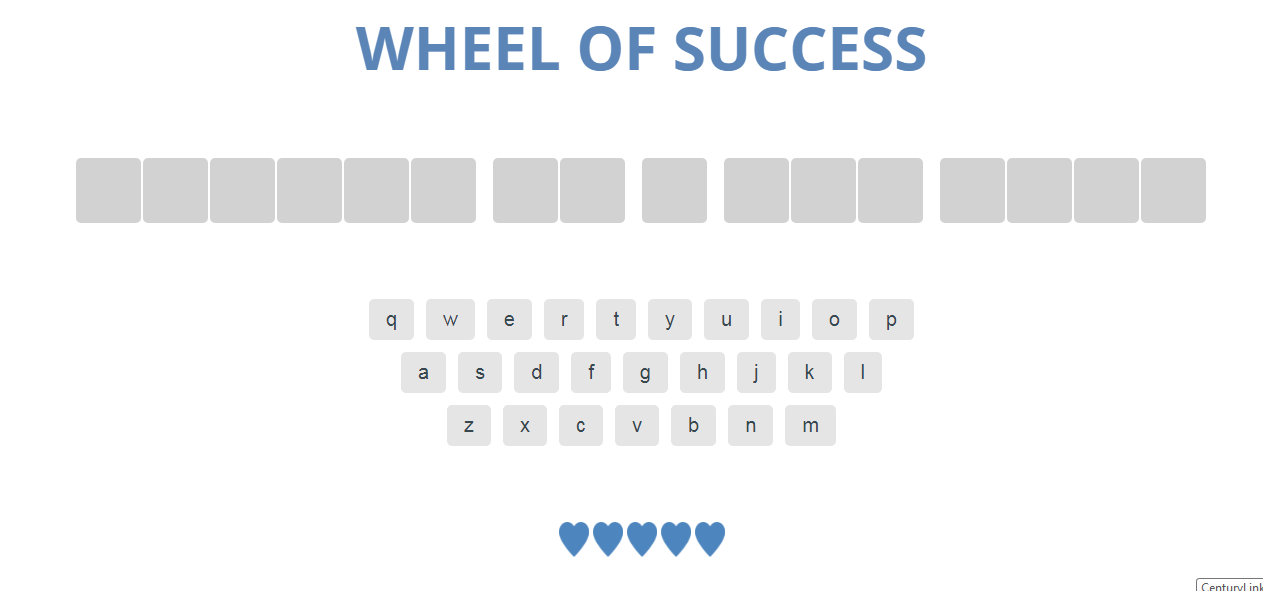 WHEEL OF SUCCESS
q w e r t y u i o p
a s d f g h j k l
z x c v b n m
CenturyLink